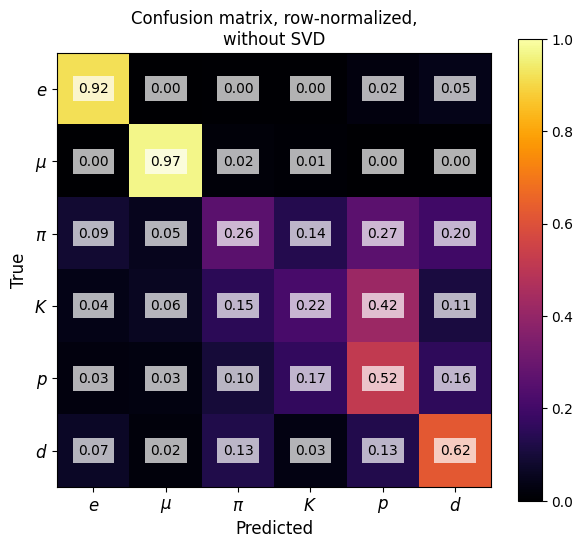 Confusion matrix, row-normalized,
without SVD
True
e 0.92 0.00 0.00 0.00 0.02 0.05
μ 0.00 0.97 0.02 0.01 0.00 0.00
π 0.09 0.05 0.26 0.14 0.27 0.20
K 0.04 0.06 0.15 0.22 0.42 0.11
p 0.03 0.03 0.10 0.17 0.52 0.16
d 0.07 0.02 0.13 0.03 0.13 0.62
e μ π K p d
Predicted
1.0
0.8
0.6
0.4
0.2
0.0